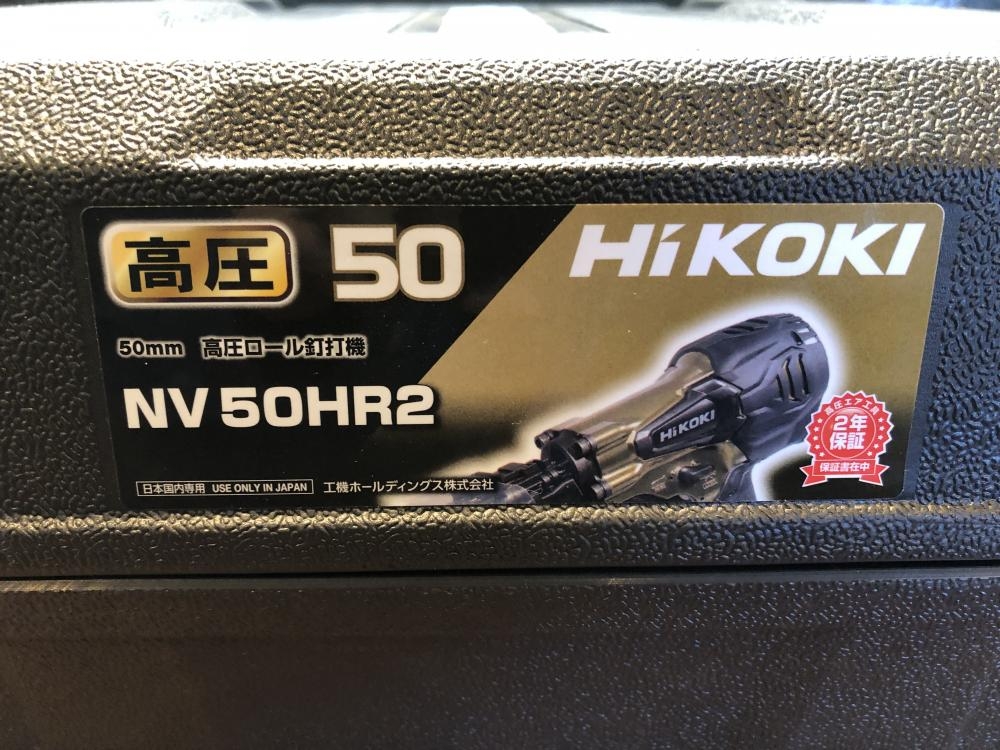 高圧 50
HiKOKI
50mm 高圧ロール釘打機
NV 50HR2
HiKOKI
高圧エア工具
2年
保証
保証書在中
日本国内専用 USE ONLY IN JAPAN 工機ホールディングス株式会社